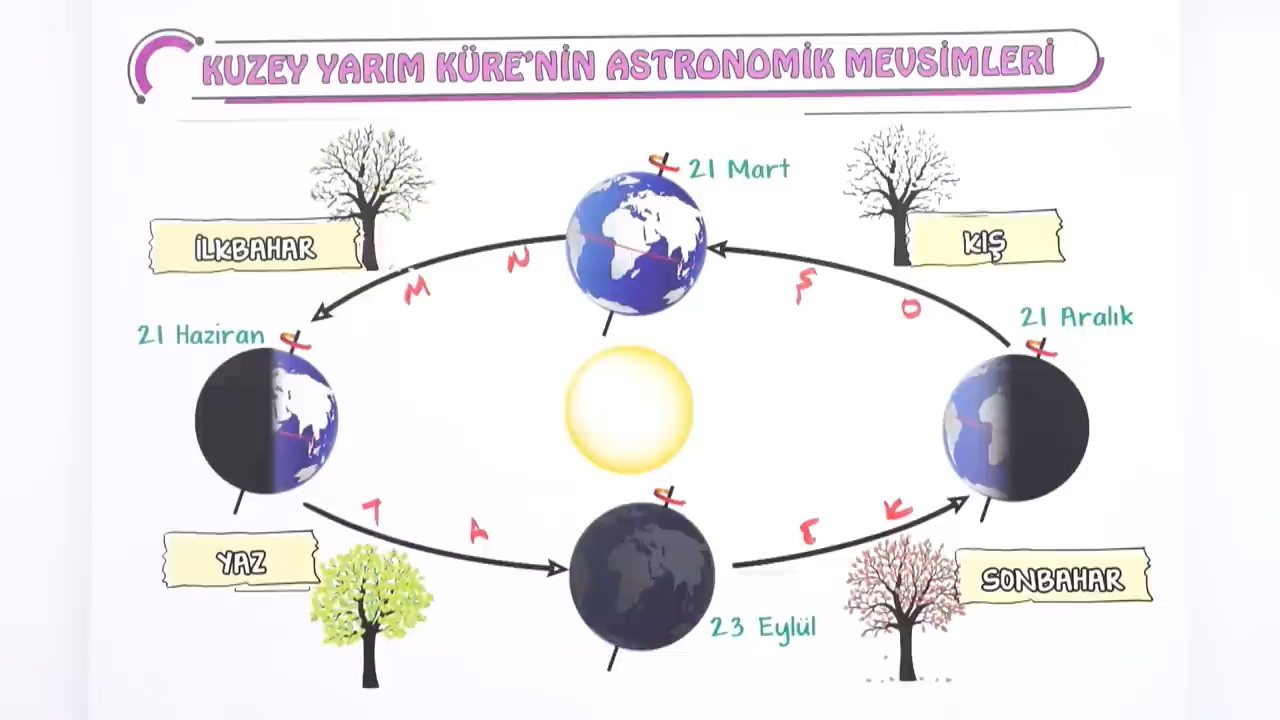 KUZEY YARIM KÜRE'NİN ASTRONOMİK MEVSİMLERİ
21 Mart
İLKBAHAR
KIŞ
N
M
Ş
O
21 Haziran
21 Aralık
T
A
E
K
YAZ
SONBAHAR
23 Eylül